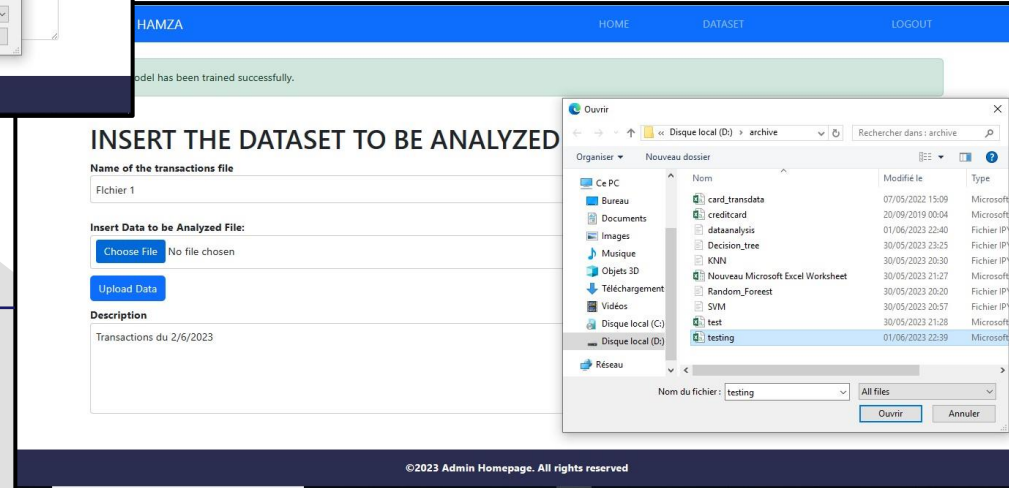 HAMZA HOME DATASET LOGOUT
odel has been trained successfully.
INSERT THE DATASET TO BE ANALYZED
Name of the transactions file
FIchier 1
Insert Data to be Analyzed File:
Choose File No file chosen
Upload Data
Description
Transactions du 2/6/2023
Ouvrir
« Disque local (D:) › archive
Rechercher dans : archive
Organiser Nouveau dossier
Ce PC
Bureau
Documents
Images
Musique
Objets 3D
Téléchargement
Vidéos
Disque local (C:)
Disque local (D:)
Réseau
Nom Modifié le Type
card_transdata 07/05/2022 15:09 Microsoft
creditcard 20/09/2019 00:04 Microsoft
dataanalysis 01/06/2023 22:40 Fichier IPY
Decision_tree 30/05/2023 23:25 Fichier IPY
KNN 30/05/2023 20:30 Fichier IPY
Nouveau Microsoft Excel Worksheet 30/05/2023 21:27 Microsoft
Random_Foreest 30/05/2023 20:20 Fichier IPY
SVM 30/05/2023 20:57 Fichier IPY
test 30/05/2023 21:28 Microsoft
testing 01/06/2023 22:39 Microsoft
Nom du fichier : testing All files
Ouvrir Annuler
©2023 Admin Homepage. All rights reserved